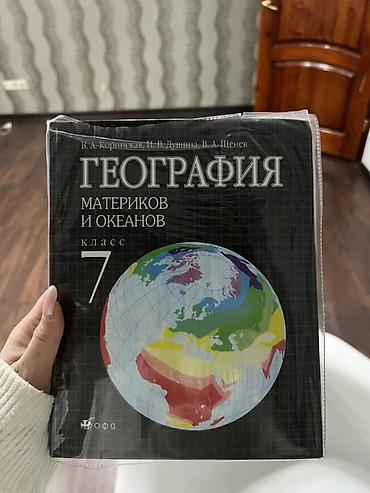 В. А. Коринская, И. В. Душина, В. А. Щенев
ГЕОГРАФИЯ
МАТЕРИКОВ
И ОКЕАНОВ
класс
7
Дрофа